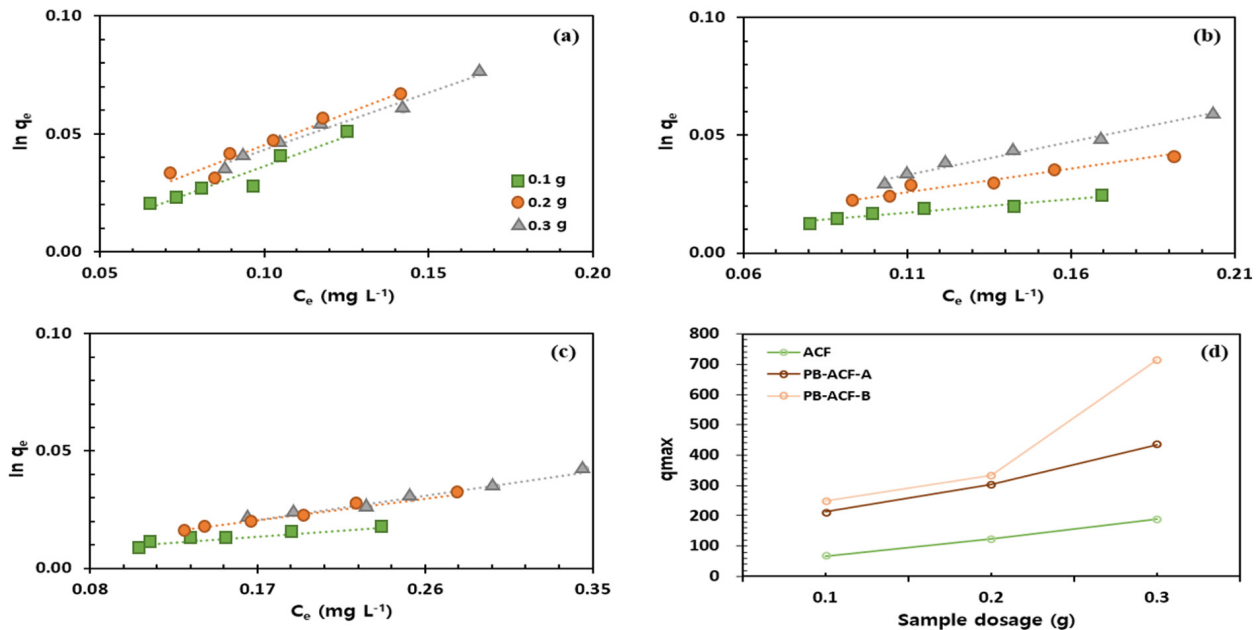 0.10
(a)
ln qₑ
0.05
0.1 g
0.2 g
0.3 g
0.00
0.05 0.10 0.15 0.20
Cₑ (mg L⁻¹)
0.10
(b)
ln qₑ
0.05
0.00
0.06 0.11 0.16 0.21
Cₑ (mg L⁻¹)
0.10
(c)
ln qₑ
0.05
0.00
0.08 0.17 0.26 0.35
Cₑ (mg L⁻¹)
800
(d)
ACF
700
PB-ACF-A
600
PB-ACF-B
500
qmax
400
300
200
100
0
0.1 0.2 0.3
Sample dosage (g)